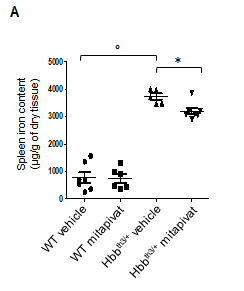 A
Spleen iron content
(µg/g of dry tissue)
5000
4000
3000
2000
1000
0
°
*
WT vehicle
WT mitapivat
Hbbth3/+ vehicle
Hbbth3/+ mitapivat